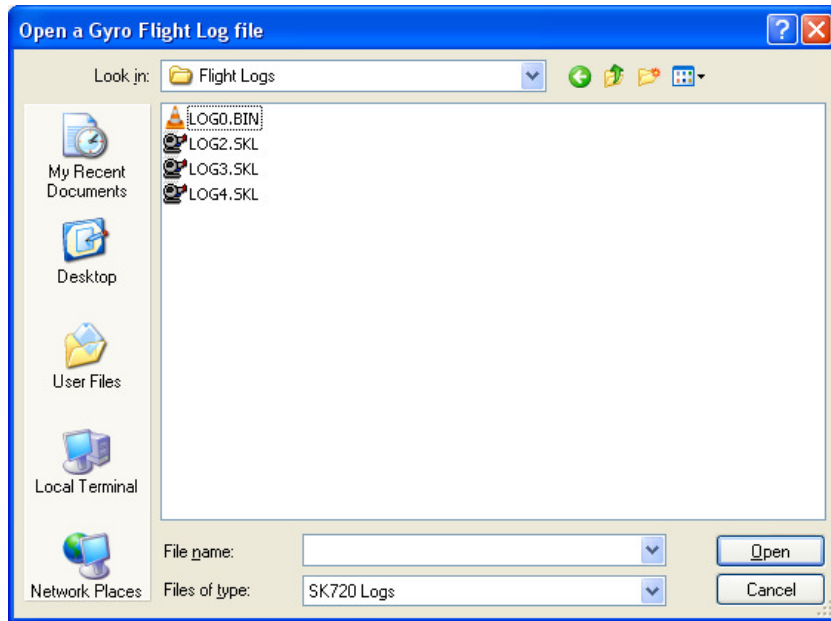 Open a Gyro Flight Log file
Look in: Flight Logs
LOG0.BIN
LOG2.SKL
LOG3.SKL
LOG4.SKL
My Recent
Documents
Desktop
User Files
Local Terminal
Network Places
File name: Open
Files of type: SK720 Logs Cancel